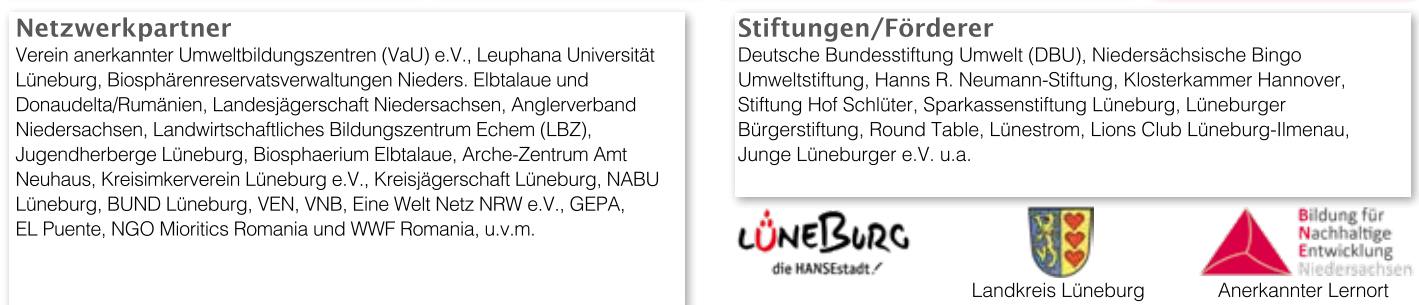 Netzwerkpartner
Verein anerkannter Umweltbildungszentren (VaU) e.V., Leuphana Universität
Lüneburg, Biosphärenreservatsverwaltungen Nieders. Elbtalaue und
Donaudelta/Rumänien, Landesjägerschaft Niedersachsen, Anglerverband
Niedersachsen, Landwirtschaftliches Bildungszentrum Echem (LBZ),
Jugendherberge Lüneburg, Biosphaerium Elbtalaue, Arche-Zentrum Amt
Neuhaus, Kreisimkerverein Lüneburg e.V., Kreisjägerschaft Lüneburg, NABU
Lüneburg, BUND Lüneburg, VEN, VNB, Eine Welt Netz NRW e.V., GEPA,
EL Puente, NGO Mioritics Romania und WWF Romania, u.v.m.
Stiftungen/Förderer
Deutsche Bundesstiftung Umwelt (DBU), Niedersächsische Bingo
Umweltstiftung, Hanns R. Neumann-Stiftung, Klosterkammer Hannover,
Stiftung Hof Schlüter, Sparkassenstiftung Lüneburg, Lüneburger
Bürgerstiftung, Round Table, Lünestrom, Lions Club Lüneburg-Ilmenau,
Junge Lüneburger e.V. u.a.
LÜNEBURG
die HANSEstadt!
Landkreis Lüneburg
Bildung für
Nachhaltige
Entwicklung
Niedersachsen
Anerkannter Lernort